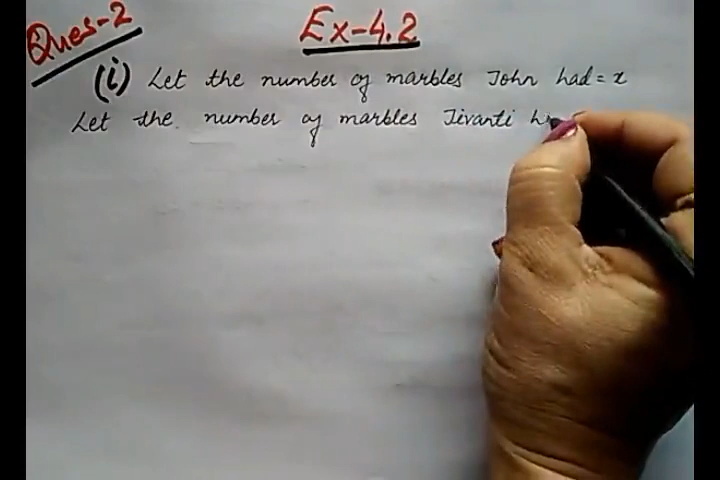 Ques-2
Ex-4.2
(i) Let the number of marbles John had = x
Let the number of marbles Jivanti